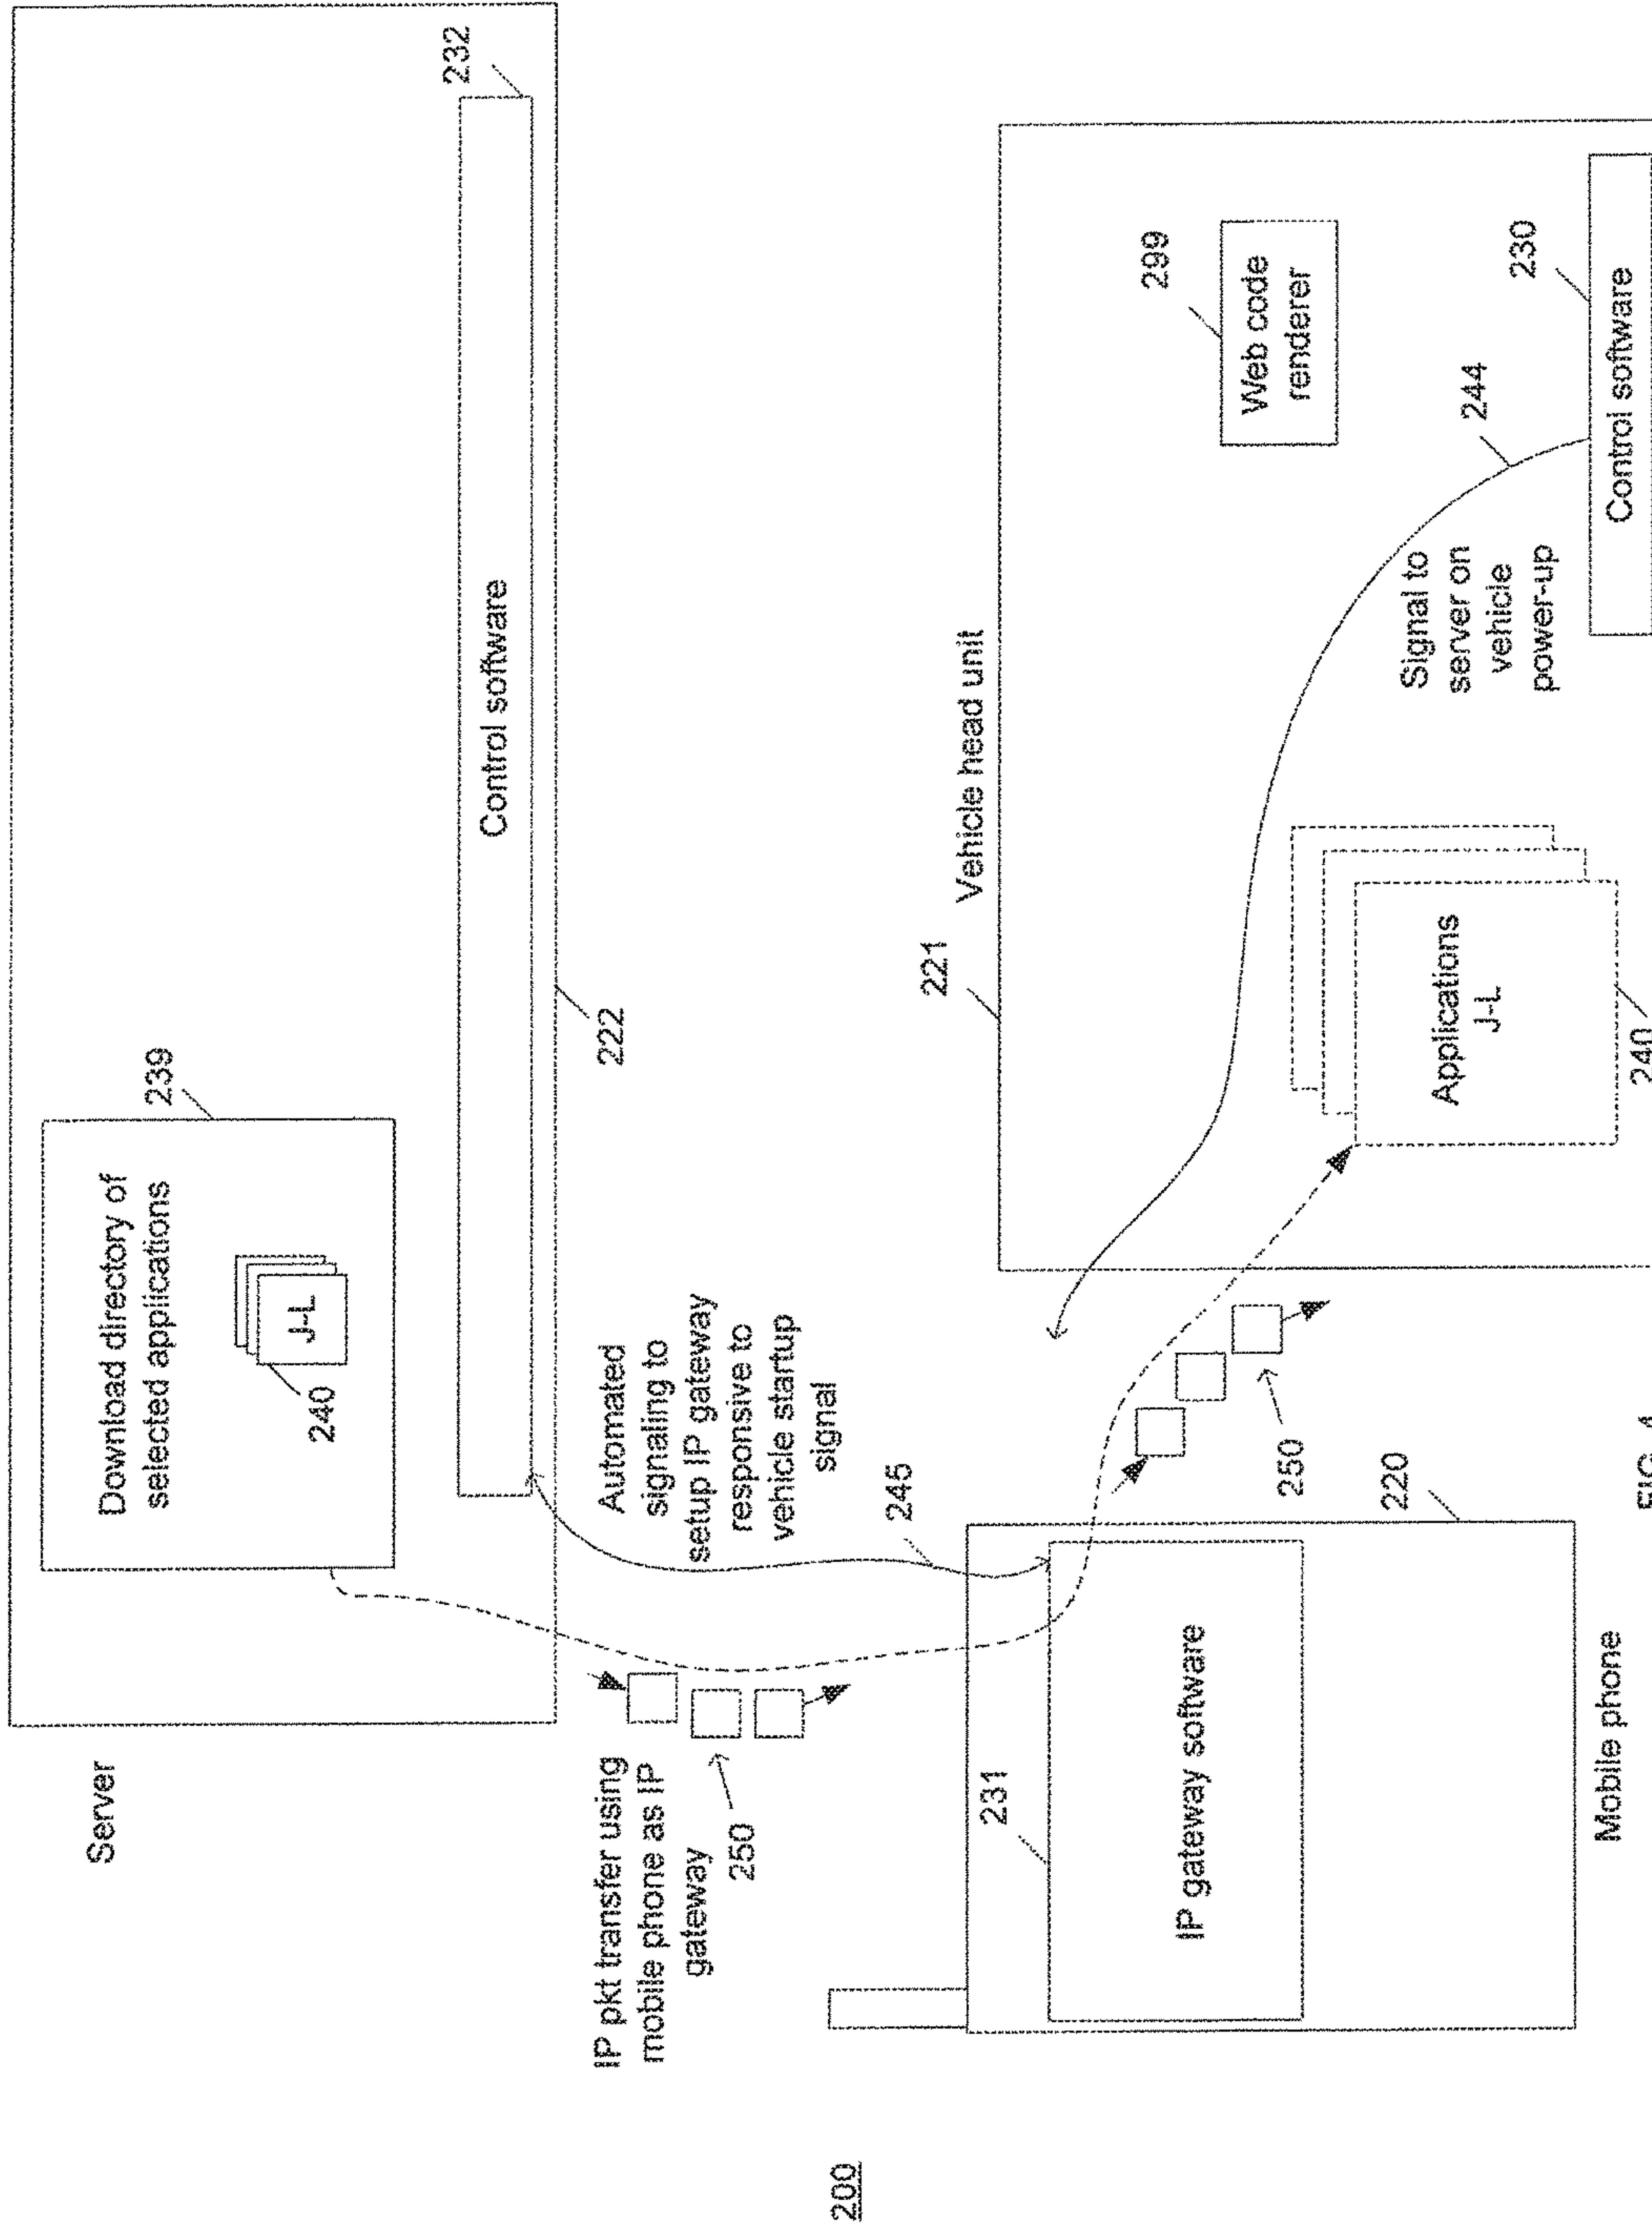 200
Server
Download directory of
selected applications
239
J-L
240
Control software
232
222
IP pkt transfer using
mobile phone as IP
gateway
250
Automated
signaling to
setup IP gateway
responsive to
vehicle startup
signal
245
231
IP gateway software
Mobile phone
220
250
221
Vehicle head unit
Applications
J-L
240
Signal to
server on
vehicle
power-up
244
299
Web code
renderer
230
Control software